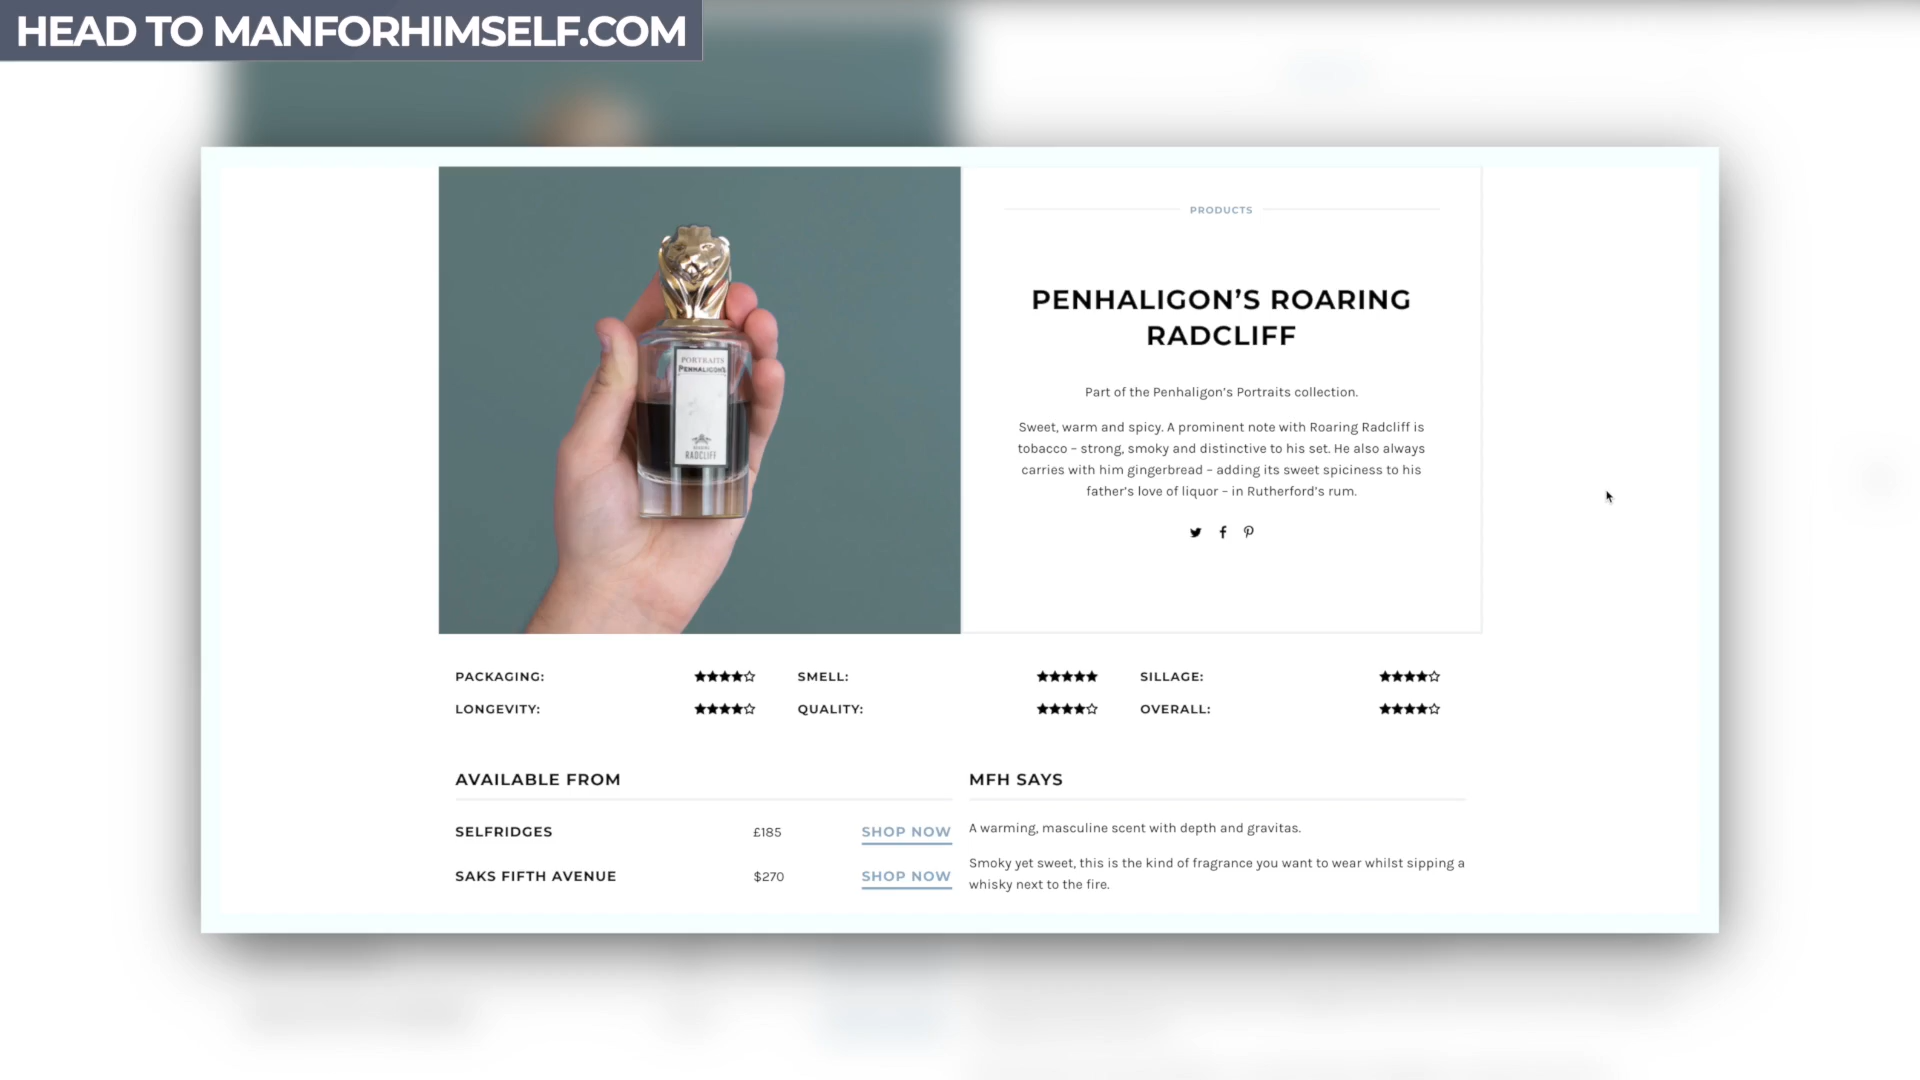 HEAD TO MANFORHIMSELF.COM
PRODUCTS
PENHALIGON’S ROARING
RADCLIFF
Part of the Penhaligon’s Portraits collection.
Sweet, warm and spicy. A prominent note with Roaring Radcliff is
tobacco – strong, smoky and distinctive to his set. He also always
carries with him gingerbread – adding its sweet spiciness to his
father’s love of liquor – in Rutherford’s rum.
PORTRAITS
PENHALIGON'S
ROARING
RADCLIFF
PACKAGING:
SMELL:
SILLAGE:
LONGEVITY:
QUALITY:
OVERALL:
AVAILABLE FROM
SELFRIDGES £185 SHOP NOW
SAKS FIFTH AVENUE $270 SHOP NOW
MFH SAYS
A warming, masculine scent with depth and gravitas.
Smoky yet sweet, this is the kind of fragrance you want to wear whilst sipping a
whisky next to the fire.